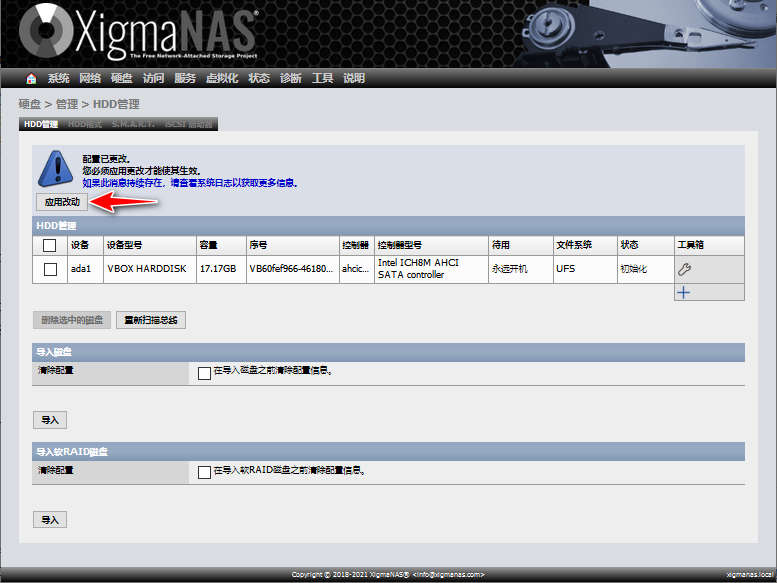 XigmaNAS®
The Free Network-Attached Storage Project
系统 网络 硬盘 访问 服务 虚拟化 状态 诊断 工具 说明
硬盘 > 管理 > HDD管理
HDD管理 HDD格式 S.M.A.R.T. iSCSI 启动器
配置已更改。
您必须应用更改才能使其生效。
如果此消息持续存在，请查看系统日志以获取更多信息。
应用改动
HDD管理
设备 设备型号 容量 序号 控制器 控制器型号 待用 文件系统 状态 工具箱
ada1 VBOX HARDDISK 17.17GB VB60fef966-46180... ahcic... Intel ICH8M AHCI SATA controller 永远开机 UFS 初始化
删除选中的磁盘 重新扫描总线
导入磁盘
清除配置 在导入磁盘之前清除配置信息。
导入
导入软RAID磁盘
清除配置 在导入软RAID磁盘之前清除配置信息。
导入
Copyright © 2018-2021 XigmaNAS® <info@xigmanas.com>
xigmanas.local